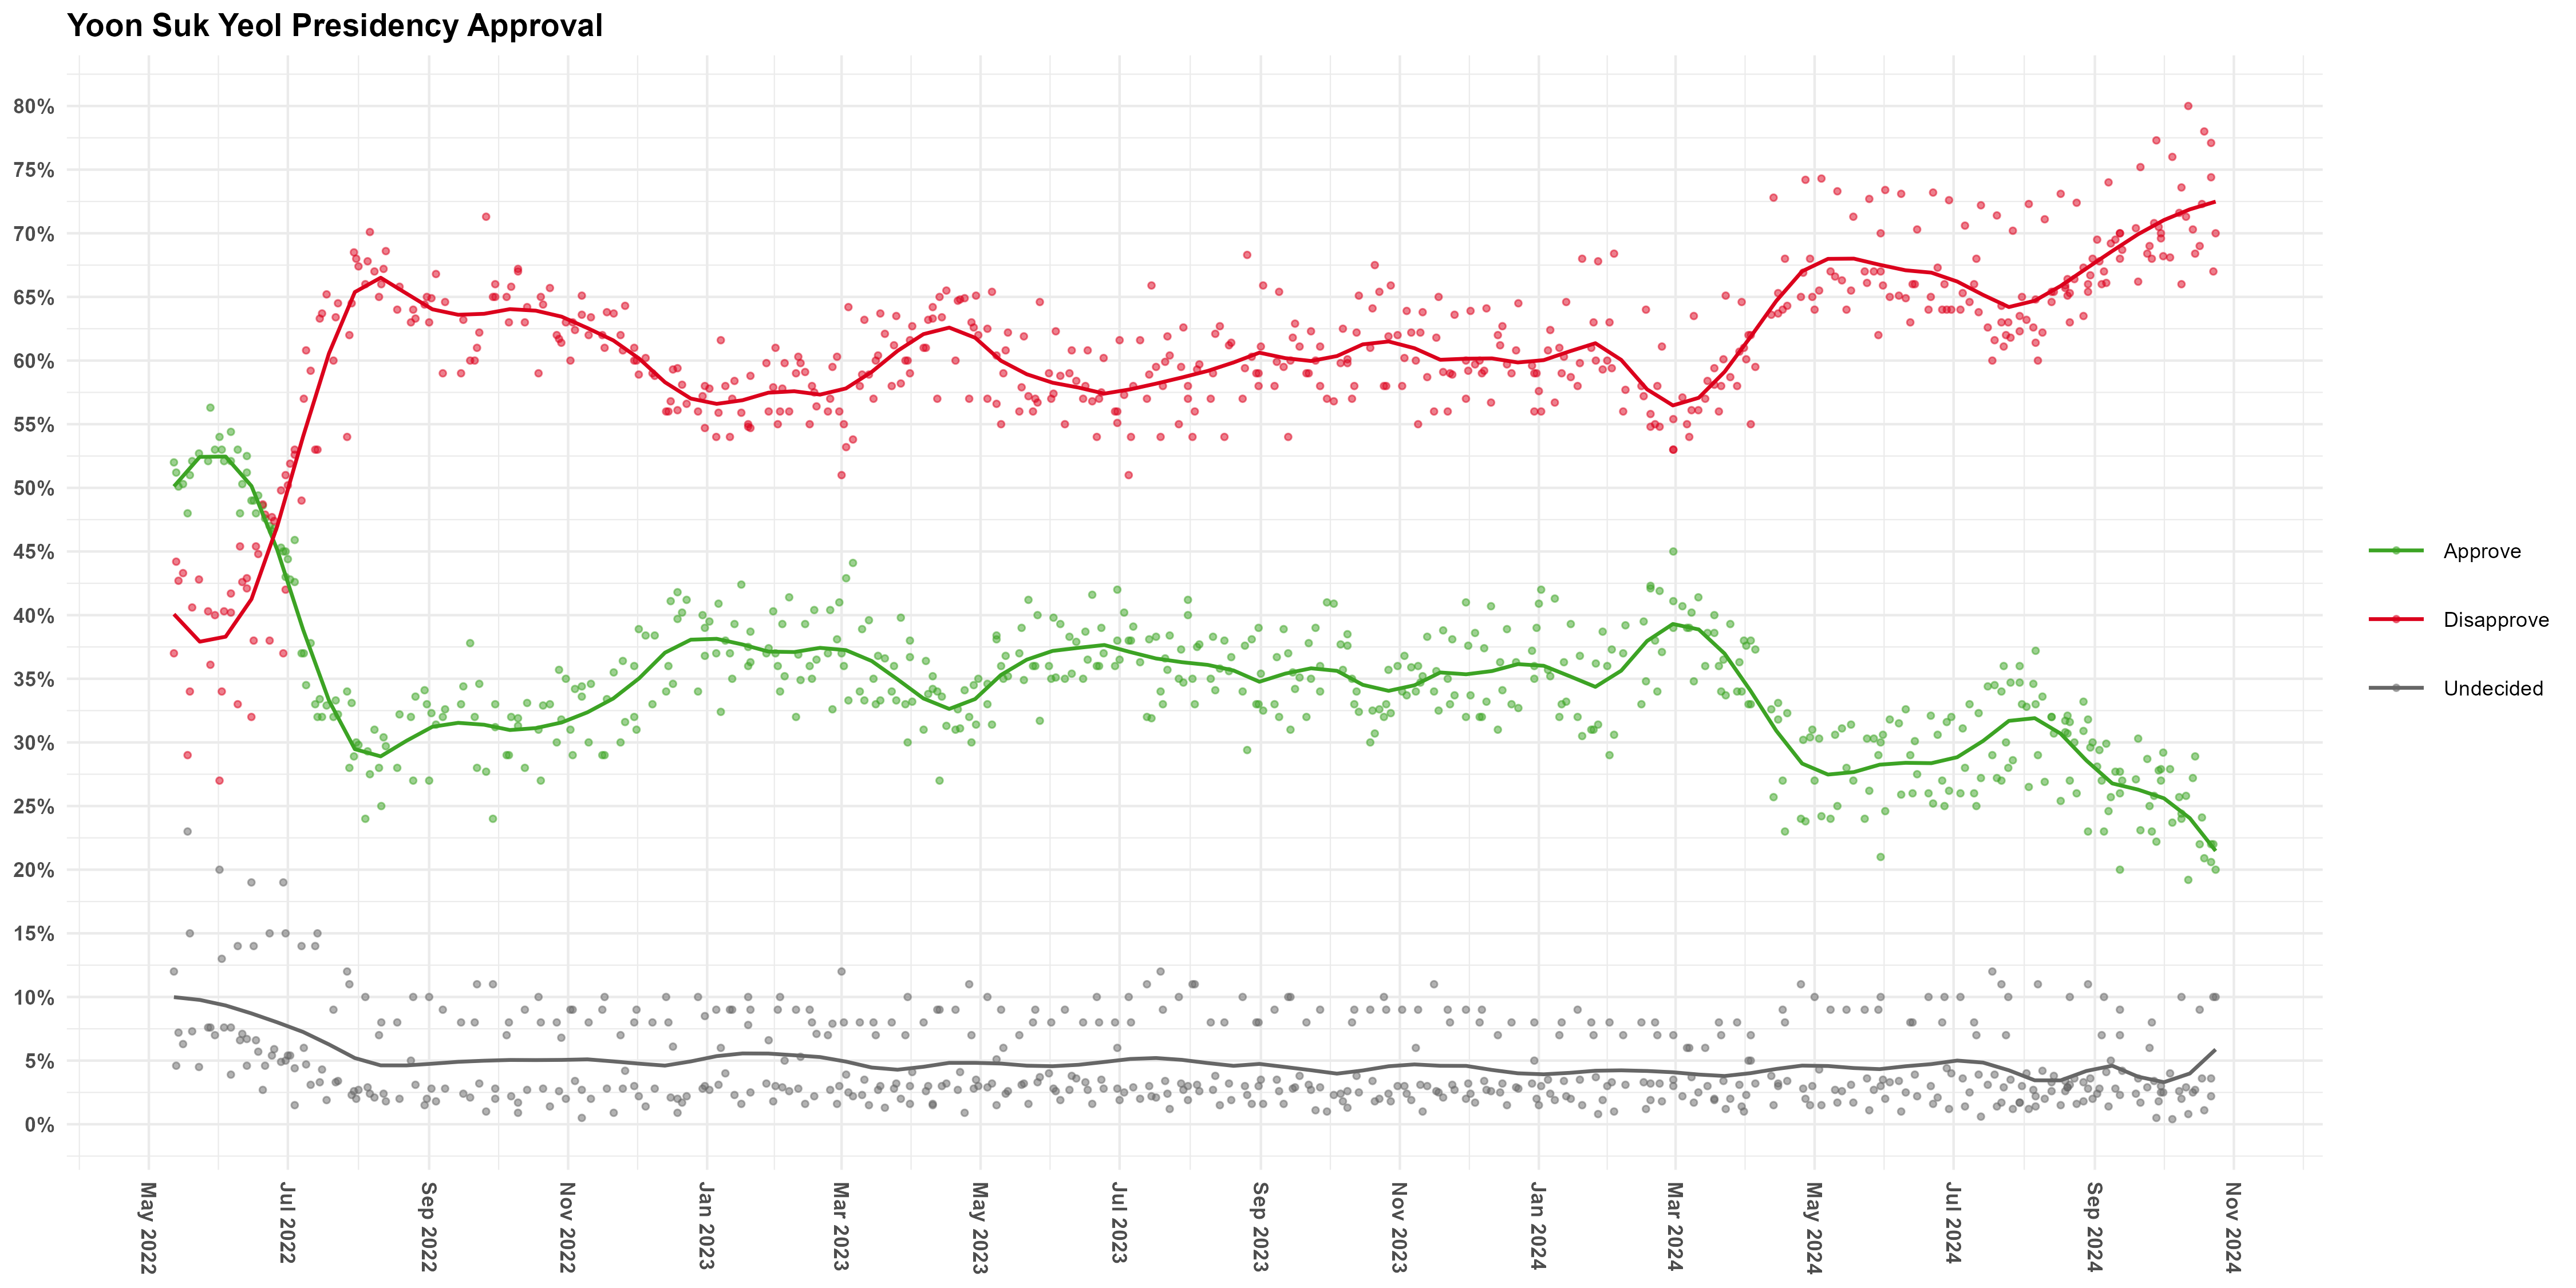 Yoon Suk Yeol Presidency Approval
80%
75%
70%
65%
60%
55%
50%
45%
40%
35%
30%
25%
20%
15%
10%
5%
0%
May 2022
Jul 2022
Sep 2022
Nov 2022
Jan 2023
Mar 2023
May 2023
Jul 2023
Sep 2023
Nov 2023
Jan 2024
Mar 2024
May 2024
Jul 2024
Sep 2024
Nov 2024
Approve
Disapprove
Undecided